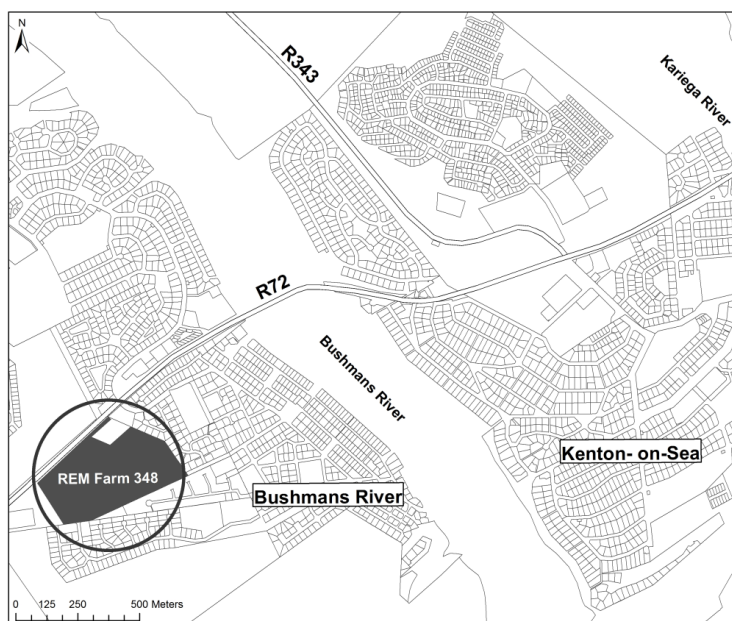 N
R343
Kariega River
R72
Bushmans River
Kenton- on-Sea
REM Farm 348
Bushmans River
0 125 250 500 Meters